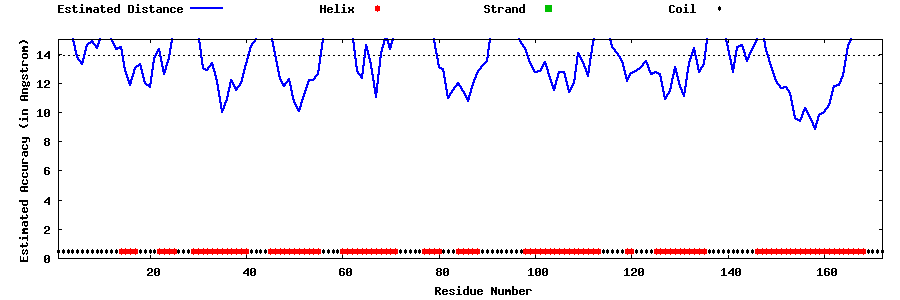 Estimated Distance Helix Strand Coil
Estimated Accuracy (in Angstrom)
14
12
10
8
6
4
2
0
20 40 60 80 100 120 140 160
Residue Number